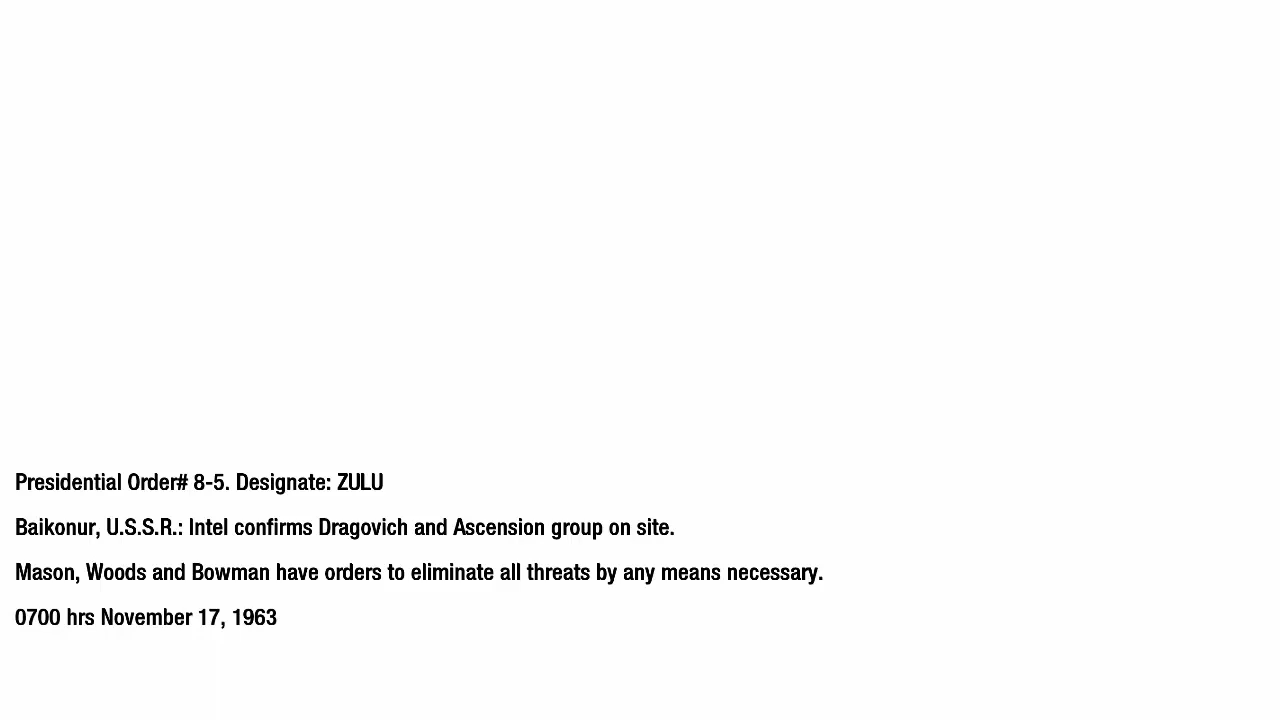 Presidential Order# 8-5. Designate: ZULU
Baikonur, U.S.S.R.: Intel confirms Dragovich and Ascension group on site.
Mason, Woods and Bowman have orders to eliminate all threats by any means necessary.
0700 hrs November 17, 1963